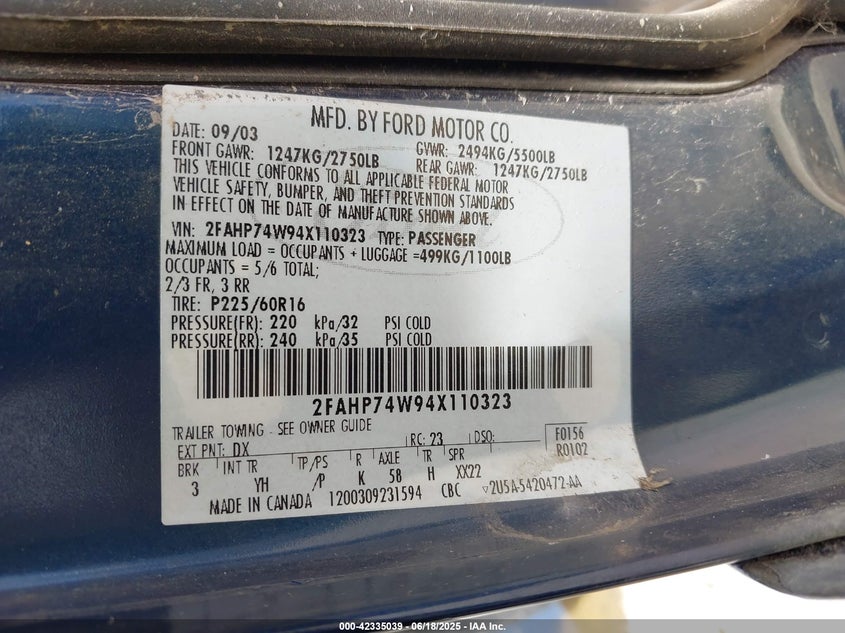 MFD. BY FORD MOTOR CO.
DATE: 09/03 GVWR: 2494KG/5500LB
FRONT GAWR: 1247KG/2750LB REAR GAWR: 1247KG/2750LB
THIS VEHICLE CONFORMS TO ALL APPLICABLE FEDERAL MOTOR
VEHICLE SAFETY, BUMPER, AND THEFT PREVENTION STANDARDS
IN EFFECT ON THE DATE OF MANUFACTURE SHOWN ABOVE.
VIN: 2FAHP74W94X110323 TYPE: PASSENGER
MAXIMUM LOAD = OCCUPANTS + LUGGAGE =499KG/1100LB
OCCUPANTS = 5/6 TOTAL;
2/3 FR, 3 RR
TIRE: P225/60R16
PRESSURE(FR): 220 kPa/32 PSI COLD
PRESSURE(RR): 240 kPa/35 PSI COLD
2FAHP74W94X110323
TRAILER TOWING - SEE OWNER GUIDE
EXT PNT: DX RC: 23 DSO: F0156
R0102
BRK INT TR TP/PS R AXLE TR SPR
3 YH /P K 58 H XX22
MADE IN CANADA 1200309231594 CBC 2U5A-5420472-AA
000-42335039 - 06/18/2025 - IAA Inc.